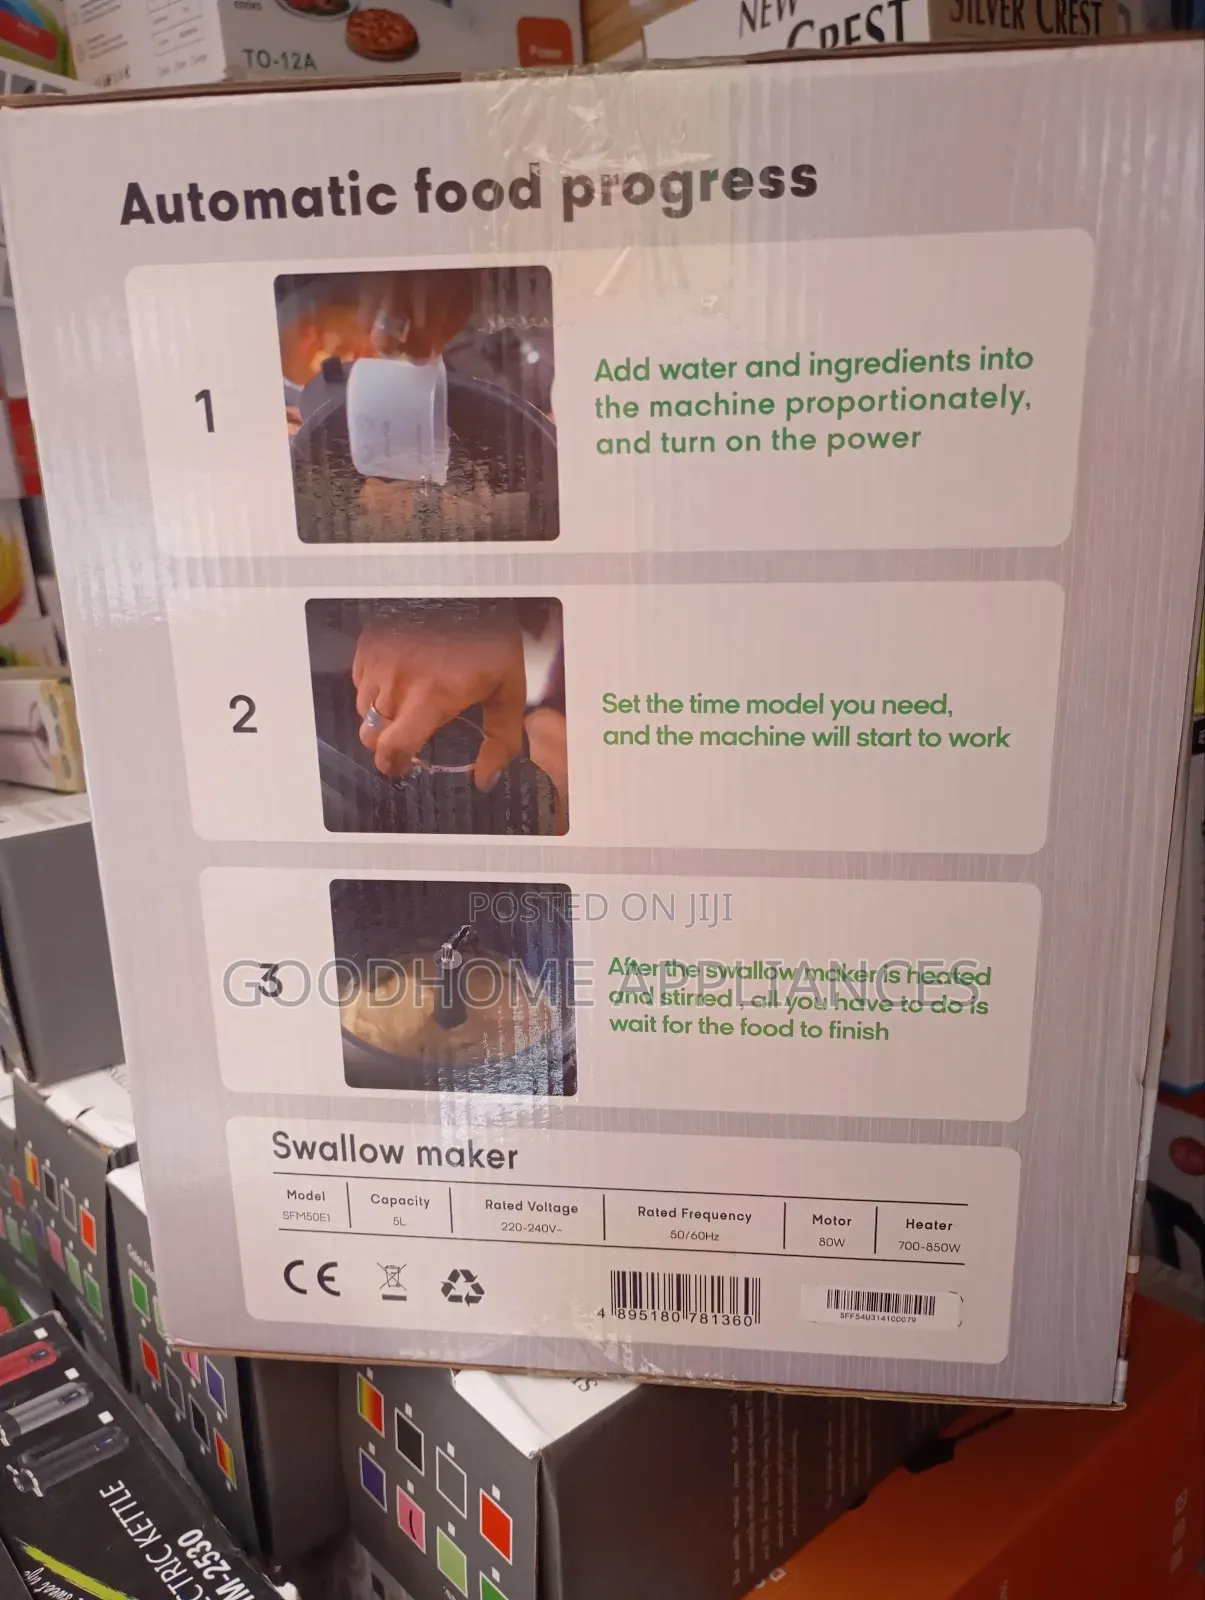 TO-12A
Power
NEW
CREST
SILVER CREST
Automatic food progress
1
Add water and ingredients into
the machine proportionately,
and turn on the power
2
Set the time model you need,
and the machine will start to work
POSTED ON JIJI
GOODHOME APPLIANCES
3
After the swallow maker is heated
and stirred , all you have to do is
wait for the food to finish
Swallow maker
Model Capacity Rated Voltage Rated Frequency Motor Heater
SFM50E1 5L 220-240V~ 50/60Hz 80W 700-850W
CE
4 895180 781360
SFF54U314100079
ELECTRIC KETTLE